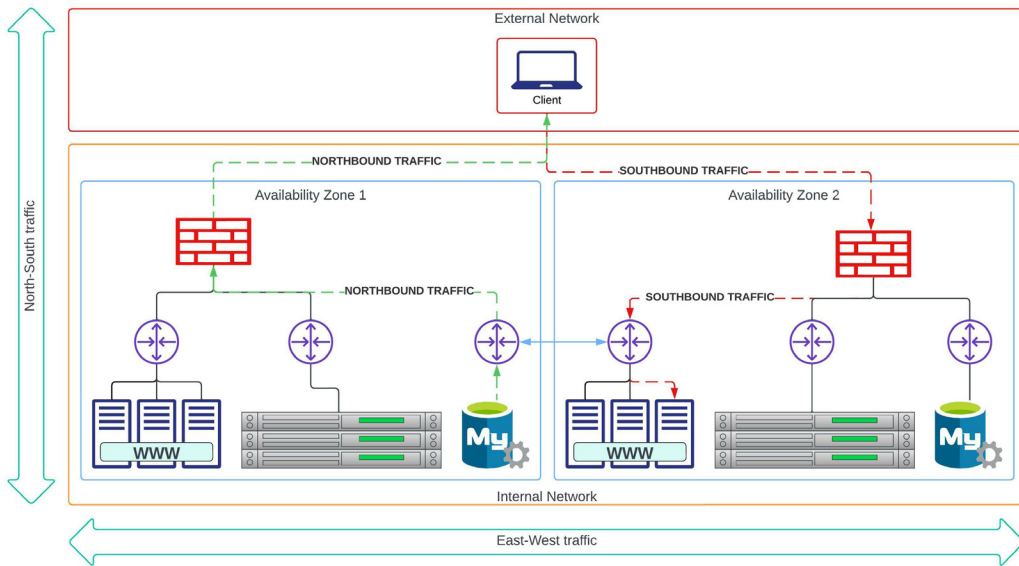 External Network
Client
NORTHBOUND TRAFFIC
SOUTHBOUND TRAFFIC
Availability Zone 1
Availability Zone 2
North-South traffic
NORTHBOUND TRAFFIC
SOUTHBOUND TRAFFIC
WWW
My
WWW
My
Internal Network
East-West traffic